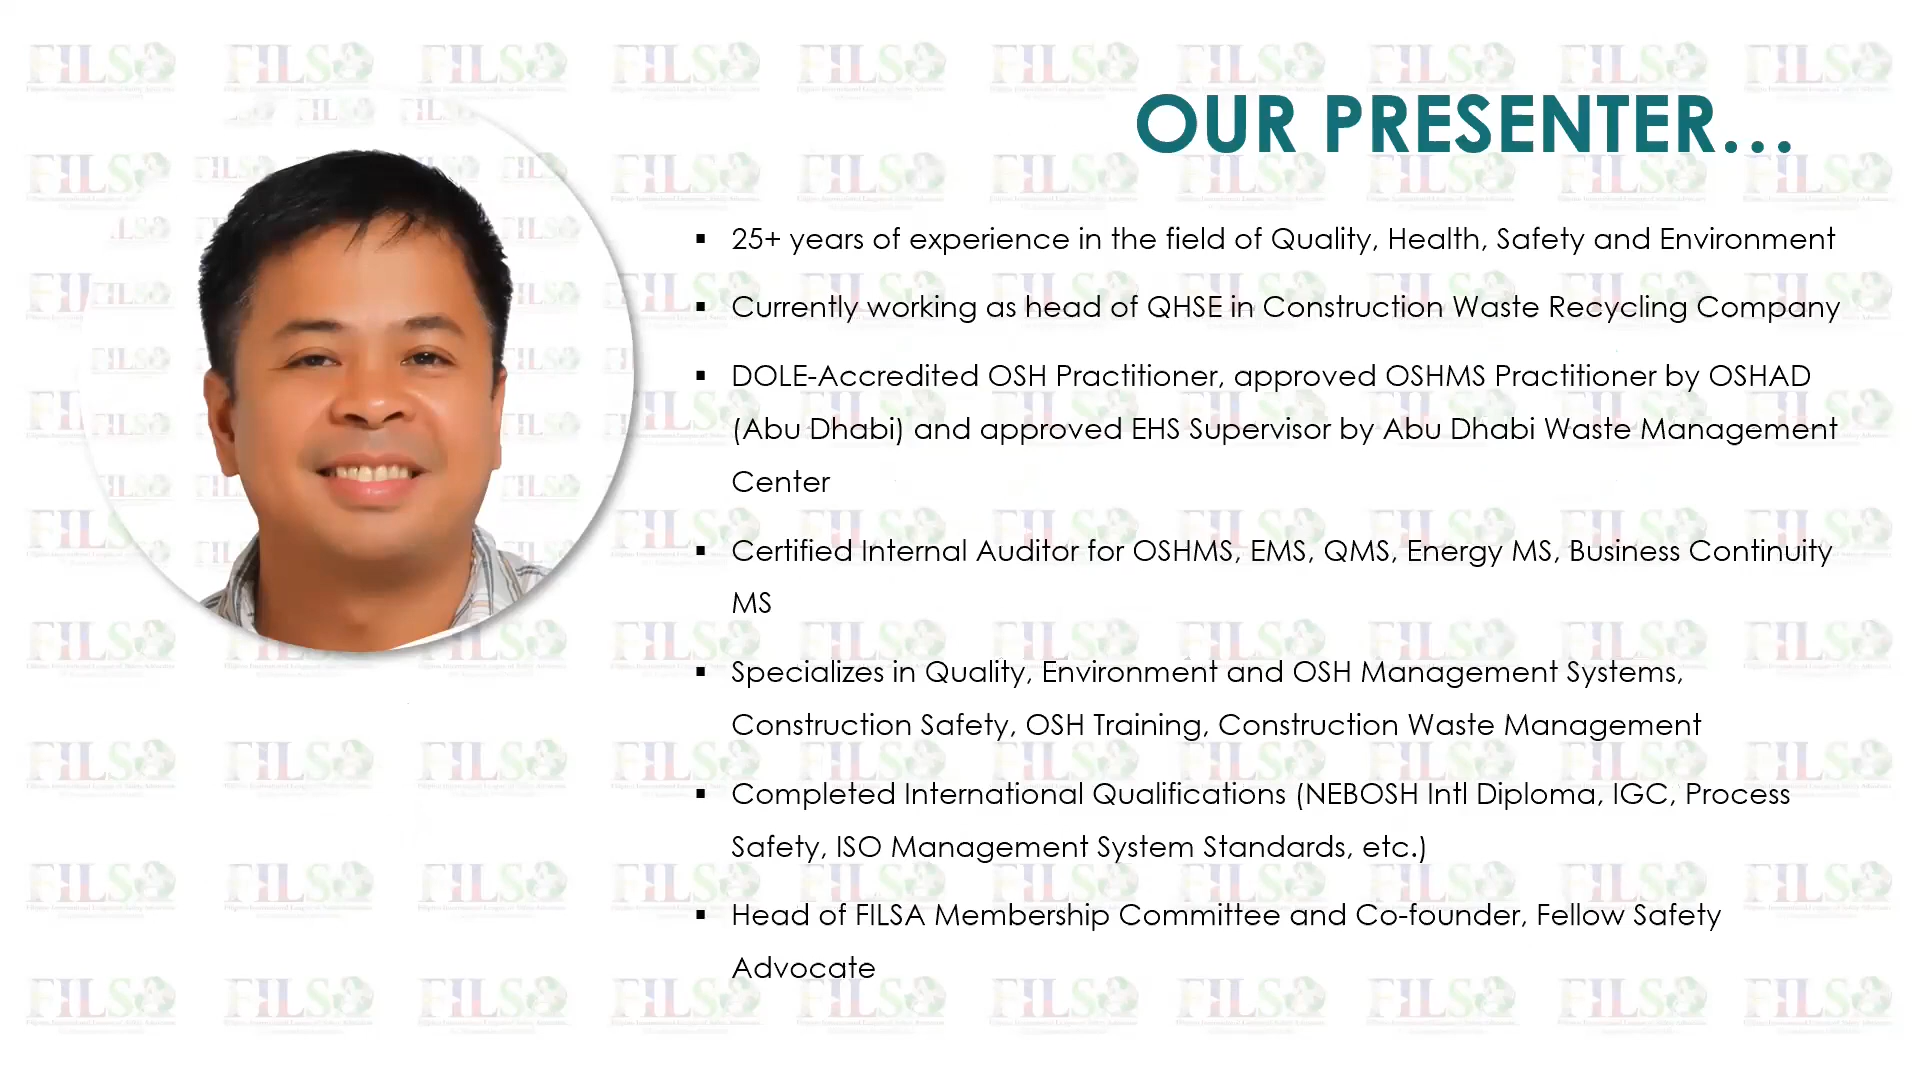 OUR PRESENTER...
▪ 25+ years of experience in the field of Quality, Health, Safety and Environment
▪ Currently working as head of QHSE in Construction Waste Recycling Company
▪ DOLE-Accredited OSH Practitioner, approved OSHMS Practitioner by OSHAD
(Abu Dhabi) and approved EHS Supervisor by Abu Dhabi Waste Management
Center
▪ Certified Internal Auditor for OSHMS, EMS, QMS, Energy MS, Business Continuity
MS
▪ Specializes in Quality, Environment and OSH Management Systems,
Construction Safety, OSH Training, Construction Waste Management
▪ Completed International Qualifications (NEBOSH Intl Diploma, IGC, Process
Safety, ISO Management System Standards, etc.)
▪ Head of FILSA Membership Committee and Co-founder, Fellow Safety
Advocate